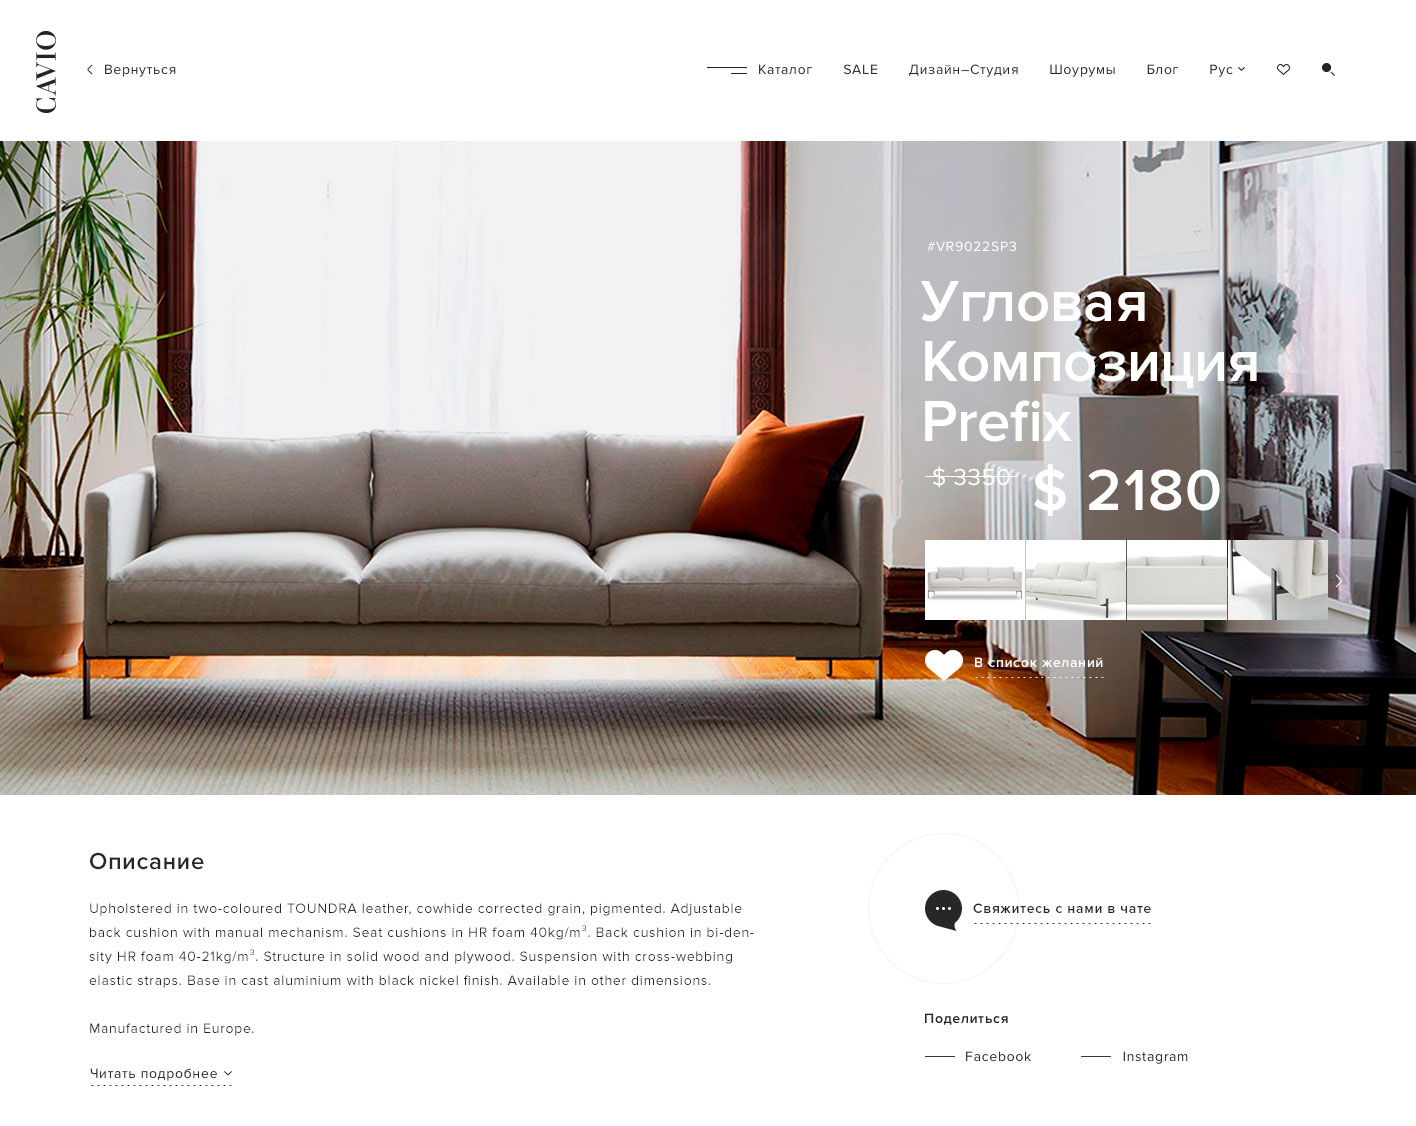 CAVIO
Вернуться
Каталог
SALE
Дизайн–Студия
Шоурумы
Блог
Рус
#VR9022SP3
Угловая
Композиция
Prefix
$ 3350 $ 2180
В список желаний
Описание
Upholstered in two-coloured TOUNDRA leather, cowhide corrected grain, pigmented. Adjustable
back cushion with manual mechanism. Seat cushions in HR foam 40kg/m³. Back cushion in bi-den-
sity HR foam 40-21kg/m³. Structure in solid wood and plywood. Suspension with cross-webbing
elastic straps. Base in cast aluminium with black nickel finish. Available in other dimensions.
Manufactured in Europe.
Читать подробнее
Свяжитесь с нами в чате
Поделиться
Facebook
Instagram